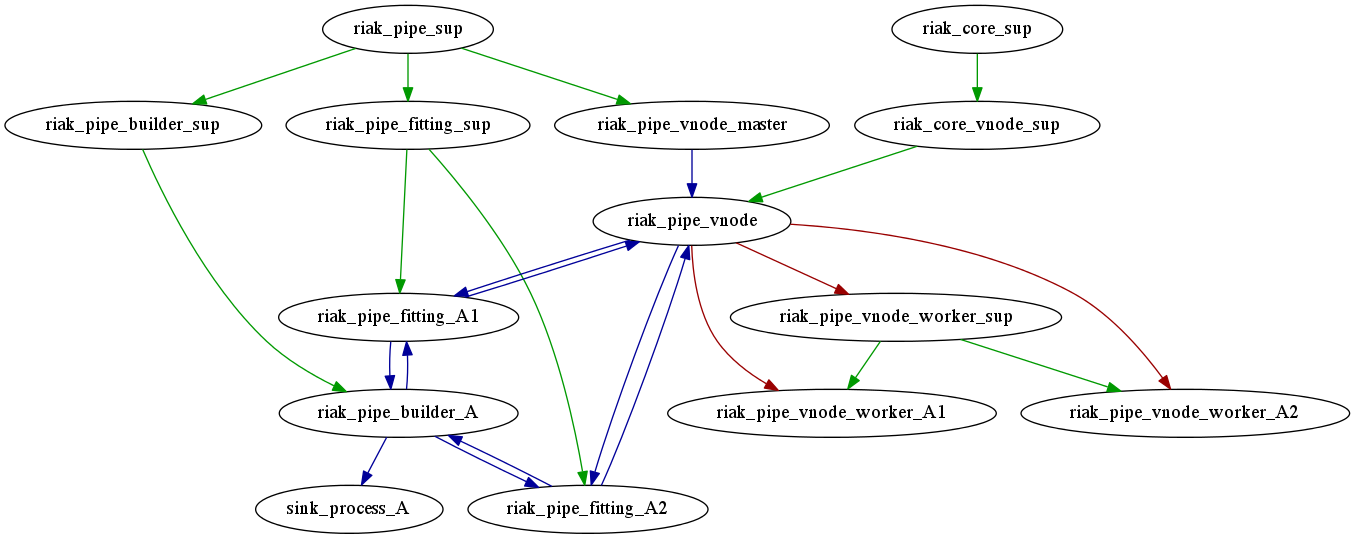 riak_pipe_sup
riak_core_sup
riak_pipe_builder_sup
riak_pipe_fitting_sup
riak_pipe_vnode_master
riak_core_vnode_sup
riak_pipe_vnode
riak_pipe_fitting_A1
riak_pipe_vnode_worker_sup
riak_pipe_builder_A
riak_pipe_vnode_worker_A1
riak_pipe_vnode_worker_A2
sink_process_A
riak_pipe_fitting_A2